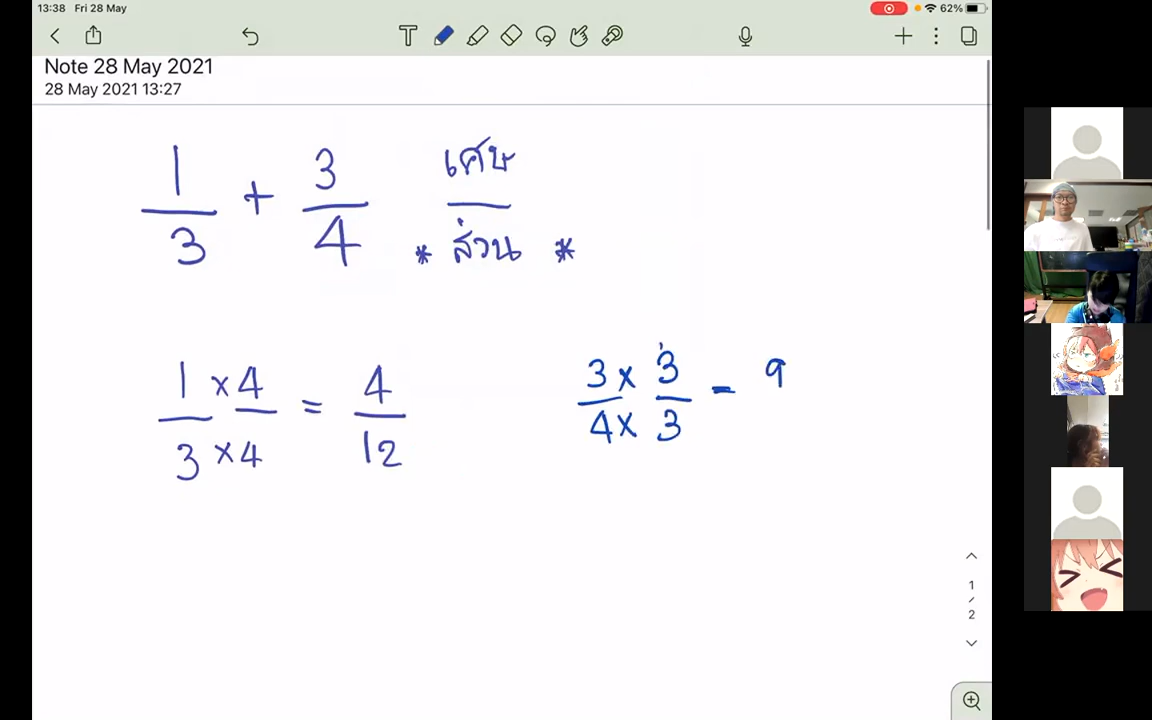 13:38 Fri 28 May 62%
T
Note 28 May 2021
28 May 2021 13:27
1/3 + 3/4 เศษ/* ส่วน *
1 × 4 / 3 × 4 = 4/12
3 × 3 / 4 × 3 = 9
1
/
2